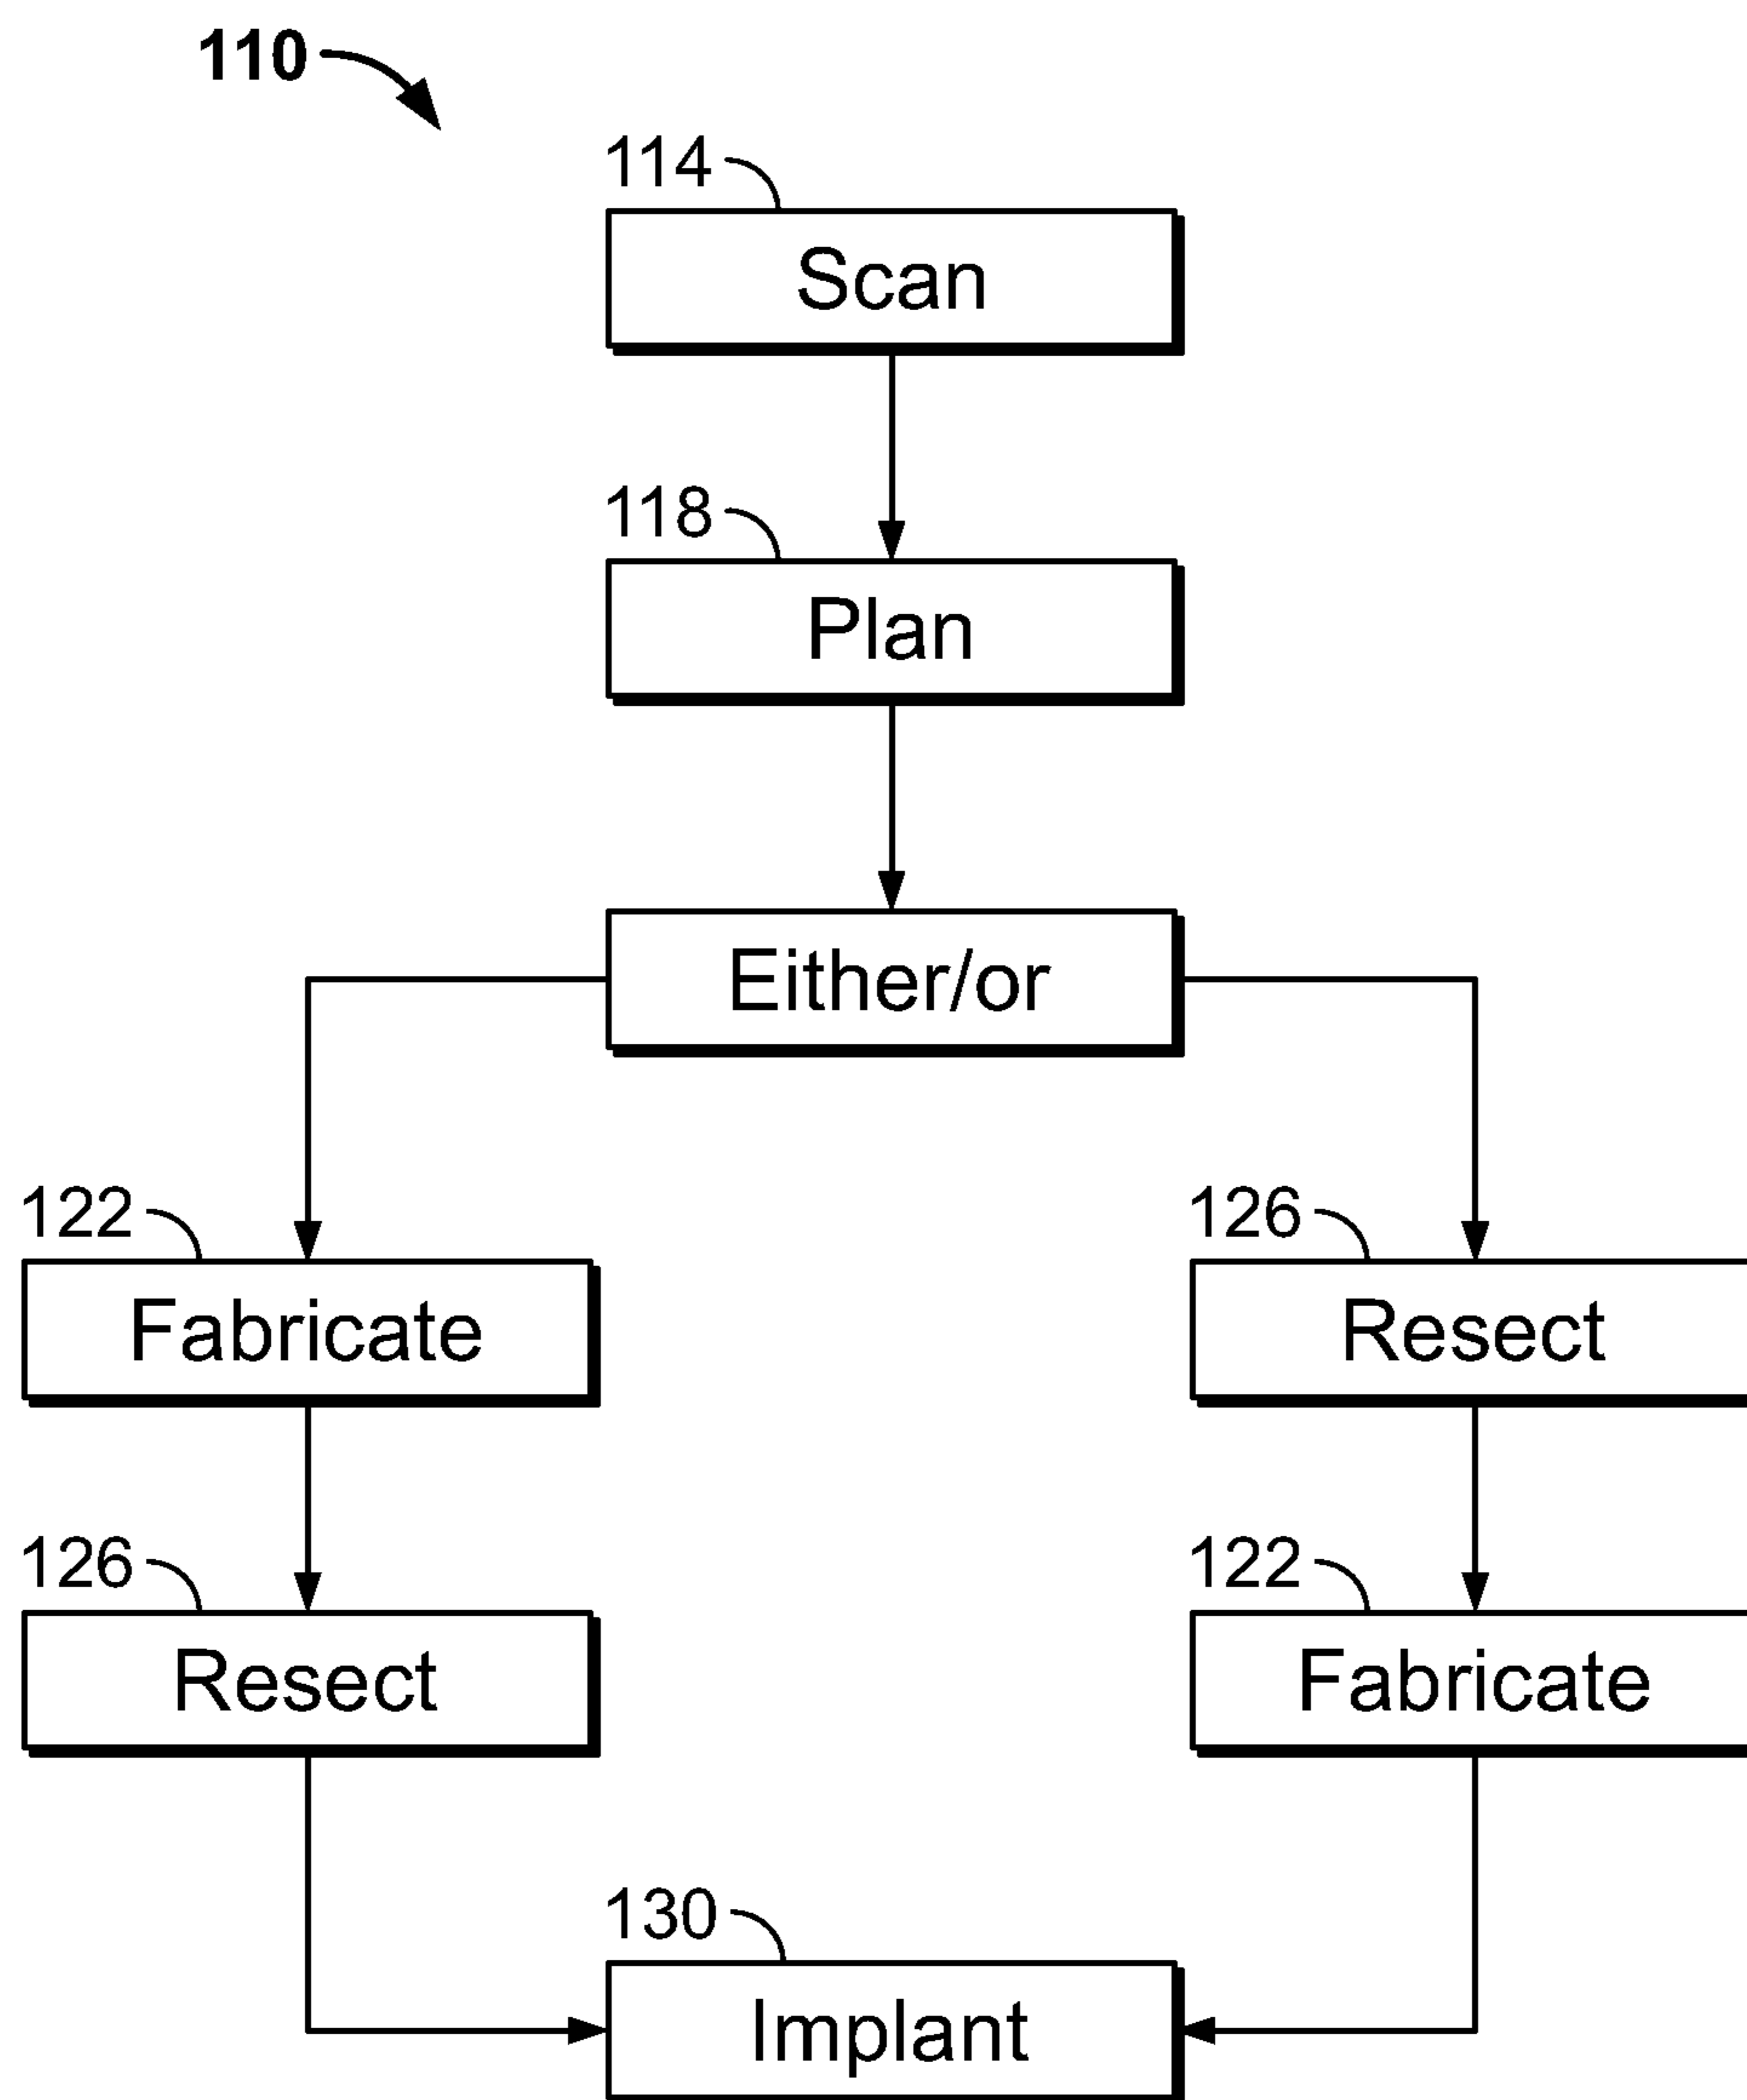 110
114
Scan
118
Plan
Either/or
122
126
Fabricate
Resect
126
122
Resect
Fabricate
130
Implant